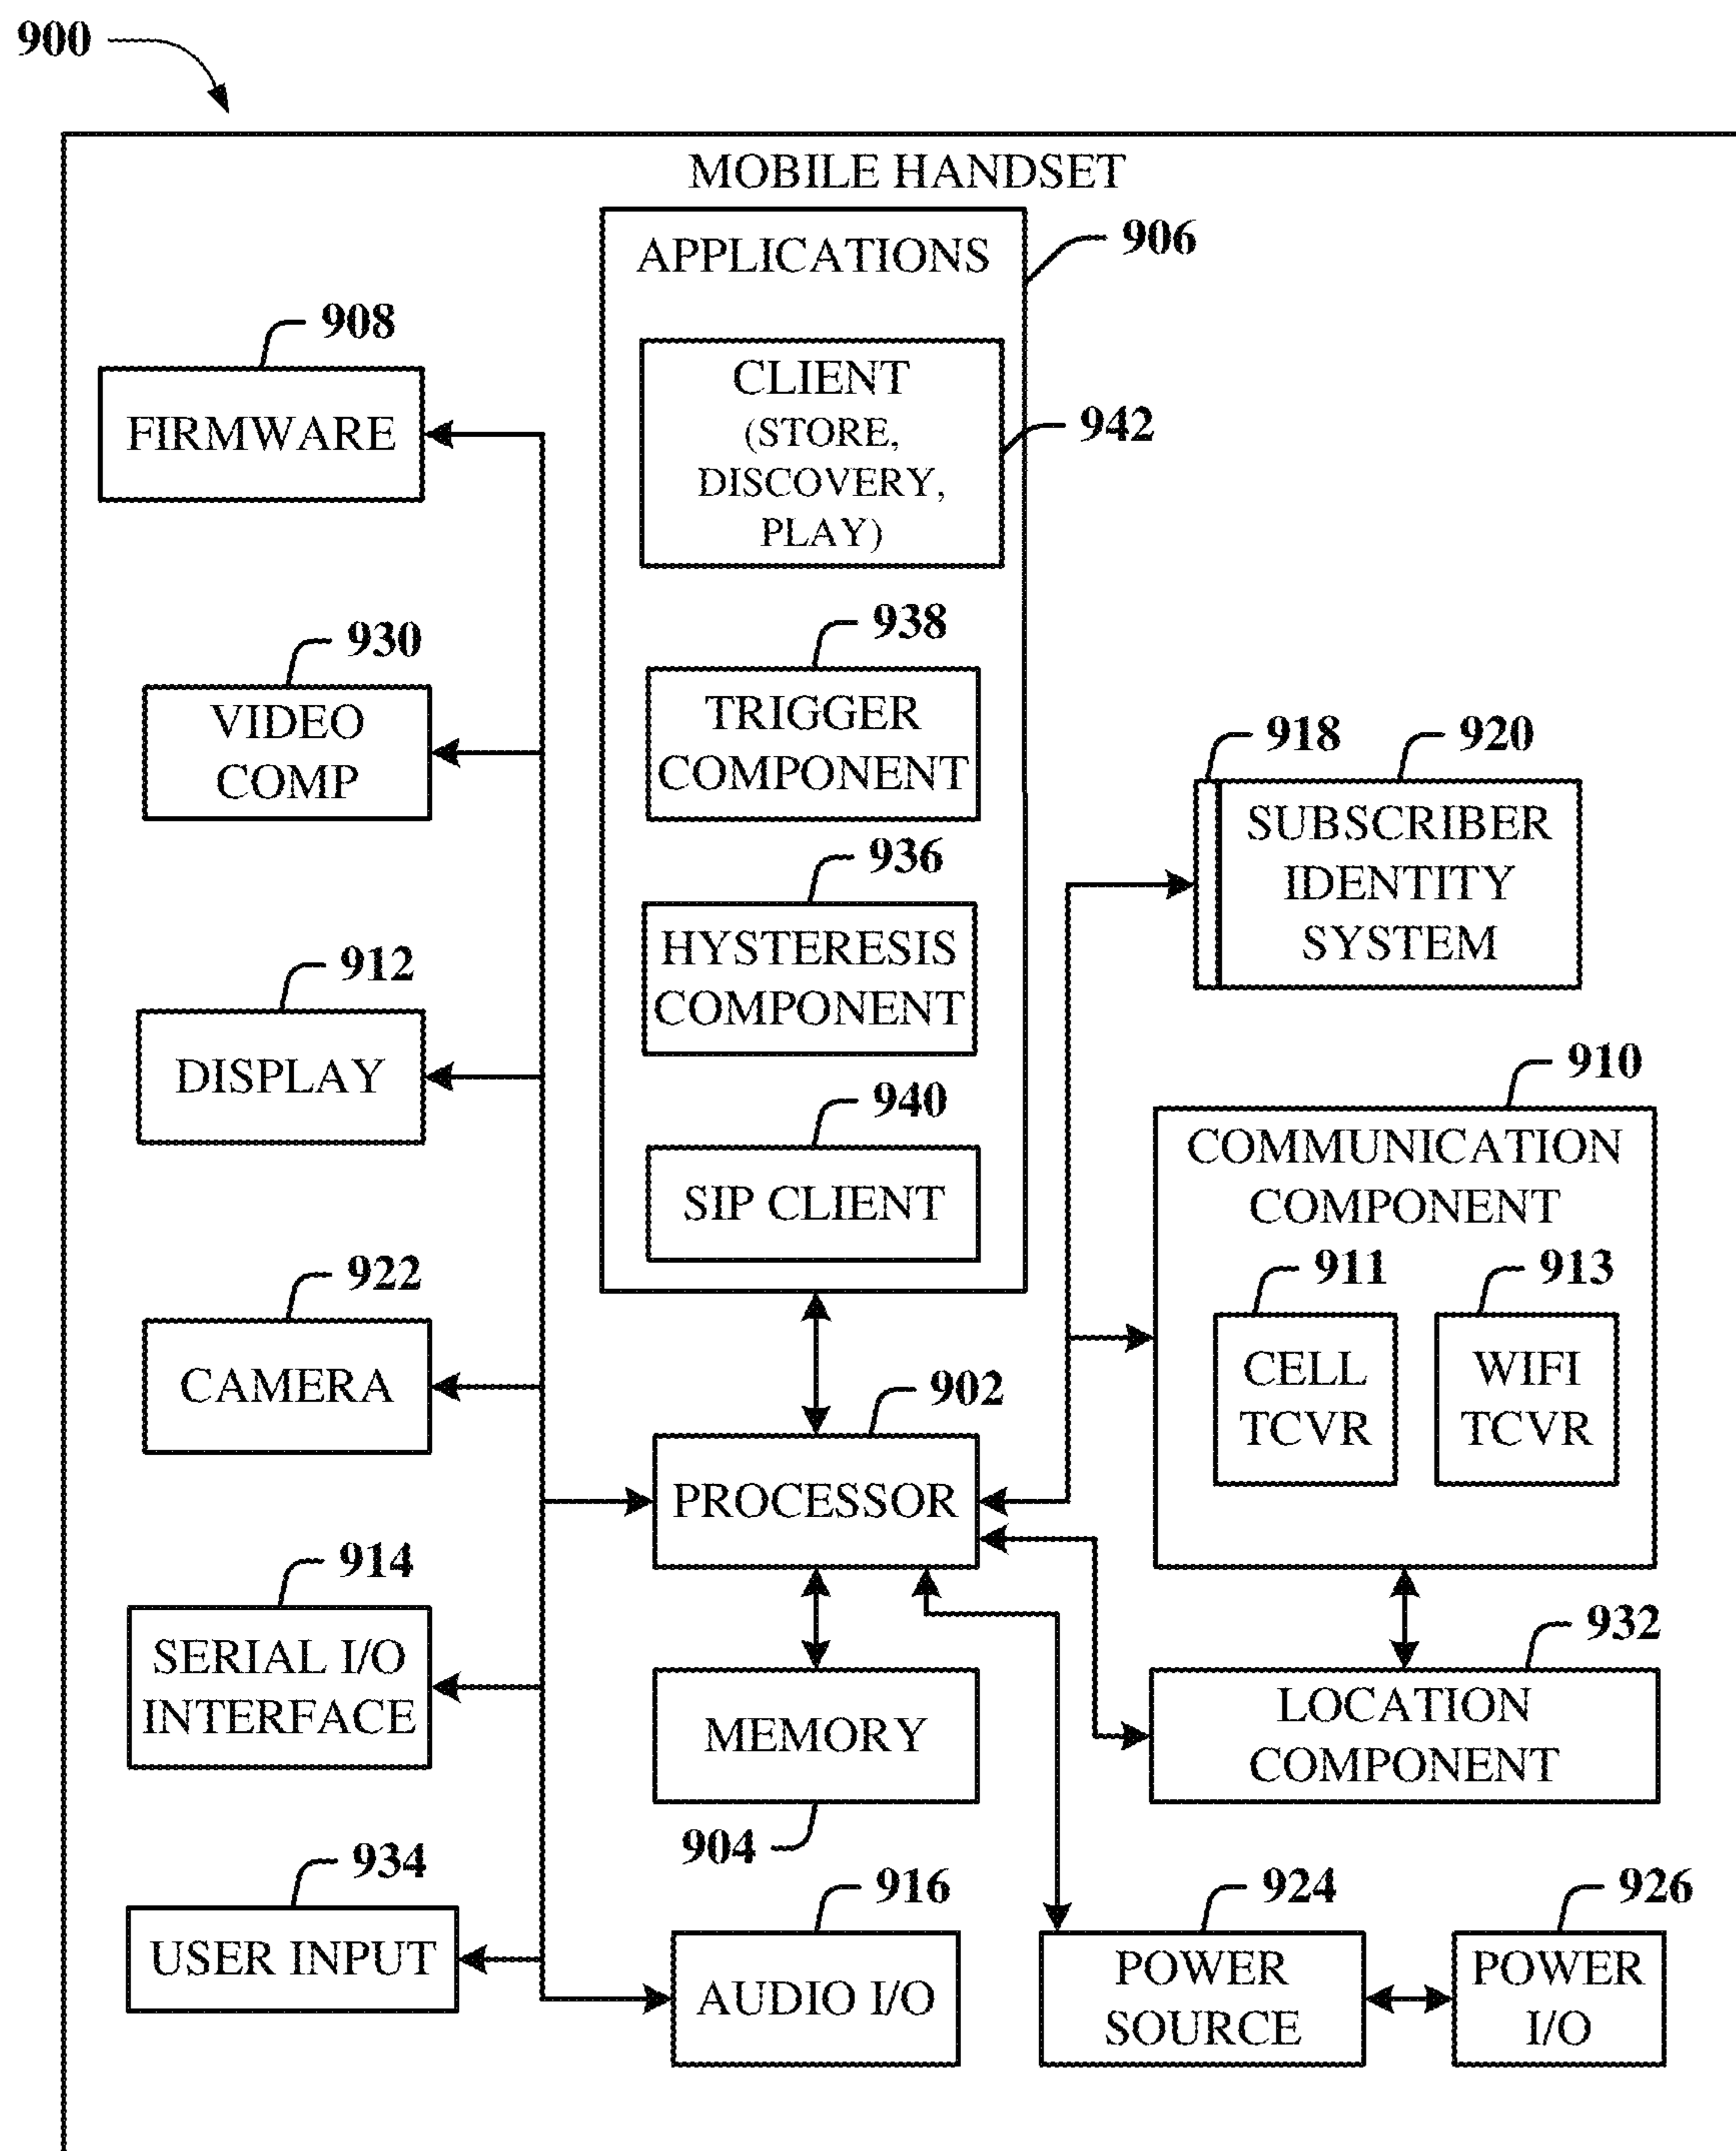 900
MOBILE HANDSET
APPLICATIONS
906
CLIENT
(STORE,
DISCOVERY,
PLAY)
942
938
TRIGGER
COMPONENT
936
HYSTERESIS
COMPONENT
940
SIP CLIENT
908
FIRMWARE
930
VIDEO
COMP
912
DISPLAY
922
CAMERA
914
SERIAL I/O
INTERFACE
934
USER INPUT
902
PROCESSOR
MEMORY
904
916
AUDIO I/O
918
920
SUBSCRIBER
IDENTITY
SYSTEM
910
COMMUNICATION
COMPONENT
911
CELL
TCVR
913
WIFI
TCVR
932
LOCATION
COMPONENT
924
POWER
SOURCE
926
POWER
I/O